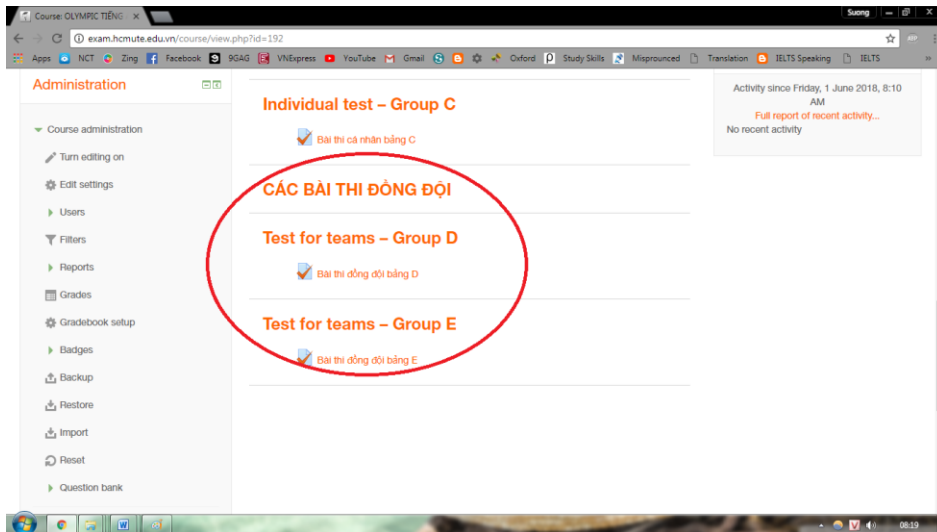 Course: OLYMPIC TIẾNG
Suong
exam.hcmute.edu.vn/course/view.php?id=192
Apps NCT Zing Facebook 9GAG VNExpress YouTube Gmail Oxford Study Skills Mispronced Translation IELTS Speaking IELTS
Administration
Course administration
Turn editing on
Edit settings
Users
Filters
Reports
Grades
Gradebook setup
Badges
Backup
Restore
Import
Reset
Question bank
Individual test – Group C
Bài thi cá nhân bảng C
CÁC BÀI THI ĐỒNG ĐỘI
Test for teams – Group D
Bài thi đồng đội bảng D
Test for teams – Group E
Bài thi đồng đội bảng E
Activity since Friday, 1 June 2018, 8:10
AM
Full report of recent activity...
No recent activity
08:19